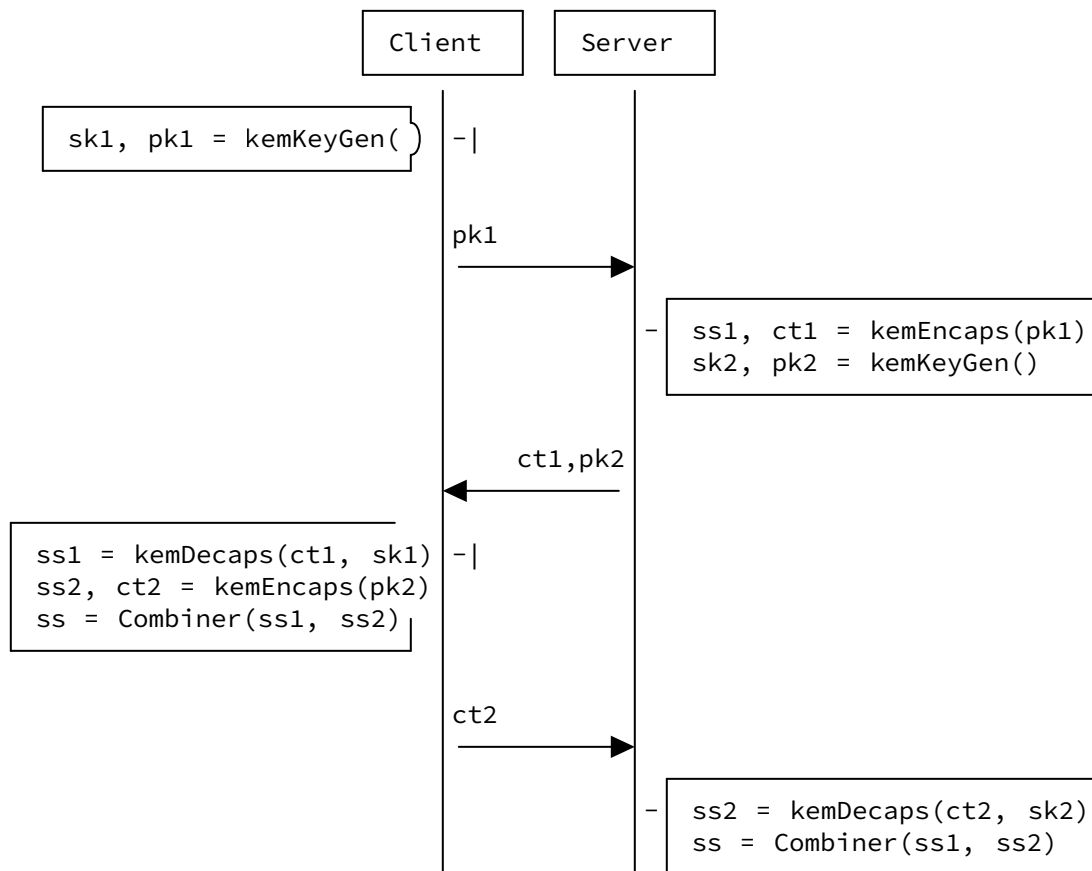 Client
Server
sk1, pk1 = kemKeyGen()
-|
pk1
- ss1, ct1 = kemEncaps(pk1)
sk2, pk2 = kemKeyGen()
ct1,pk2
ss1 = kemDecaps(ct1, sk1) -|
ss2, ct2 = kemEncaps(pk2)
ss = Combiner(ss1, ss2)
ct2
- ss2 = kemDecaps(ct2, sk2)
ss = Combiner(ss1, ss2)